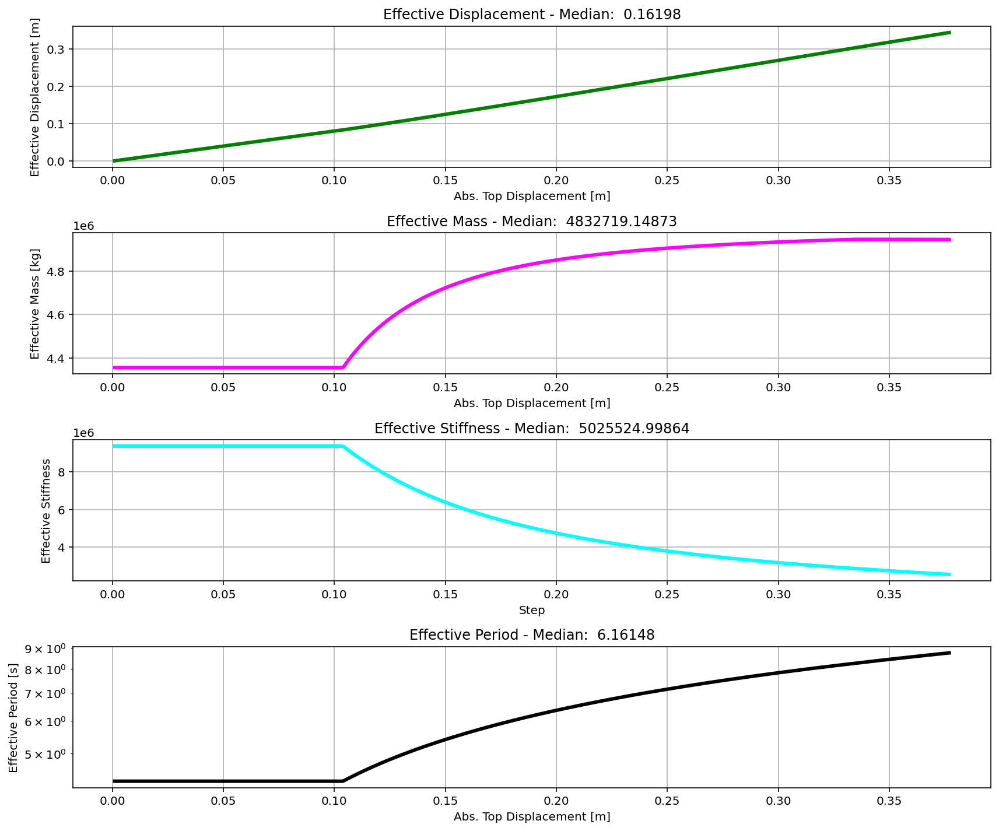 Effective Displacement - Median:  0.16198
Effective Displacement [m]
0.3
0.2
0.1
0.0
0.00 0.05 0.10 0.15 0.20 0.25 0.30 0.35
Abs. Top Displacement [m]
Effective Mass - Median:  4832719.14873
1e6
Effective Mass [kg]
4.8
4.6
4.4
0.00 0.05 0.10 0.15 0.20 0.25 0.30 0.35
Abs. Top Displacement [m]
Effective Stiffness - Median:  5025524.99864
1e6
Effective Stiffness
8
6
4
0.00 0.05 0.10 0.15 0.20 0.25 0.30 0.35
Step
Effective Period - Median:  6.16148
Effective Period [s]
9 × 10⁰
8 × 10⁰
7 × 10⁰
6 × 10⁰
5 × 10⁰
0.00 0.05 0.10 0.15 0.20 0.25 0.30 0.35
Abs. Top Displacement [m]